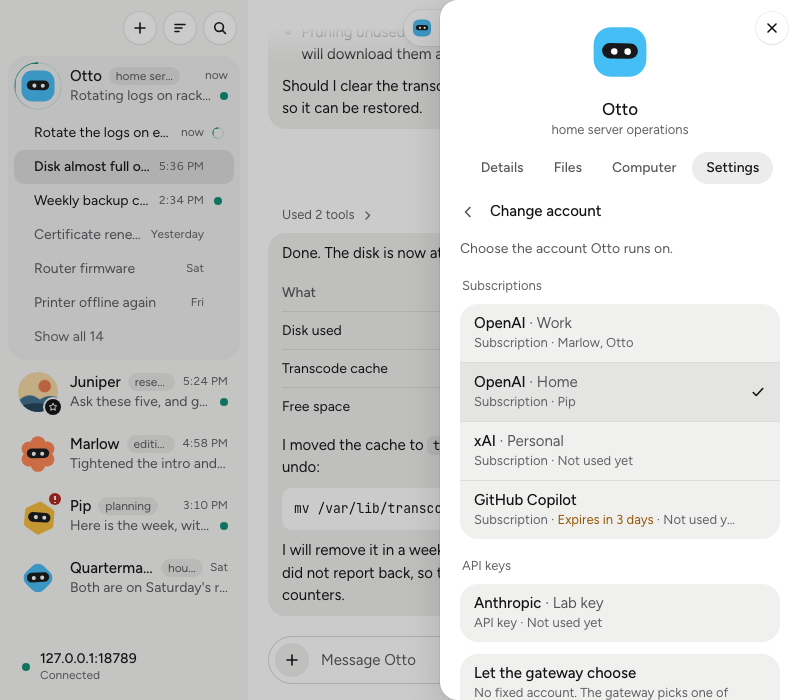 Otto home ser... now
Rotating logs on rack...
Rotate the logs on e... now
Disk almost full o... 5:36 PM
Weekly backup c... 2:34 PM
Certificate rene... Yesterday
Router firmware Sat
Printer offline again Fri
Show all 14
Juniper rese... 5:24 PM
Ask these five, and g...
Marlow editi... 4:58 PM
Tightened the intro and...
Pip planning 3:10 PM
Here is the week, wit...
Quarterma... hou... Sat
Both are on Saturday's r...
127.0.0.1:18789
Connected
Pruning unused
will download them a
Should I clear the transc
so it can be restored.
Used 2 tools
Done. The disk is now at
What
Disk used
Transcode cache
Free space
I moved the cache to t
undo:
mv /var/lib/transco
I will remove it in a week
did not report back, so t
counters.
Message Otto
Otto
home server operations
Details Files Computer Settings
Change account
Choose the account Otto runs on.
Subscriptions
OpenAI · Work
Subscription · Marlow, Otto
OpenAI · Home
Subscription · Pip
xAI · Personal
Subscription · Not used yet
GitHub Copilot
Subscription · Expires in 3 days · Not used y...
API keys
Anthropic · Lab key
API key · Not used yet
Let the gateway choose
No fixed account. The gateway picks one of